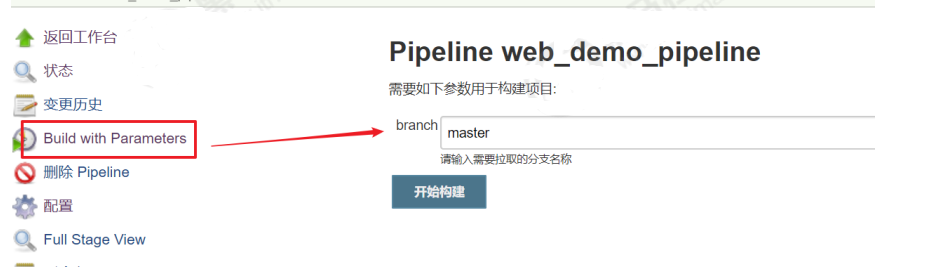 返回工作台
状态
变更历史
Build with Parameters
删除 Pipeline
配置
Full Stage View
Pipeline web_demo_pipeline
需要如下参数用于构建项目:
branch
master
请输入需要拉取的分支名称
开始构建